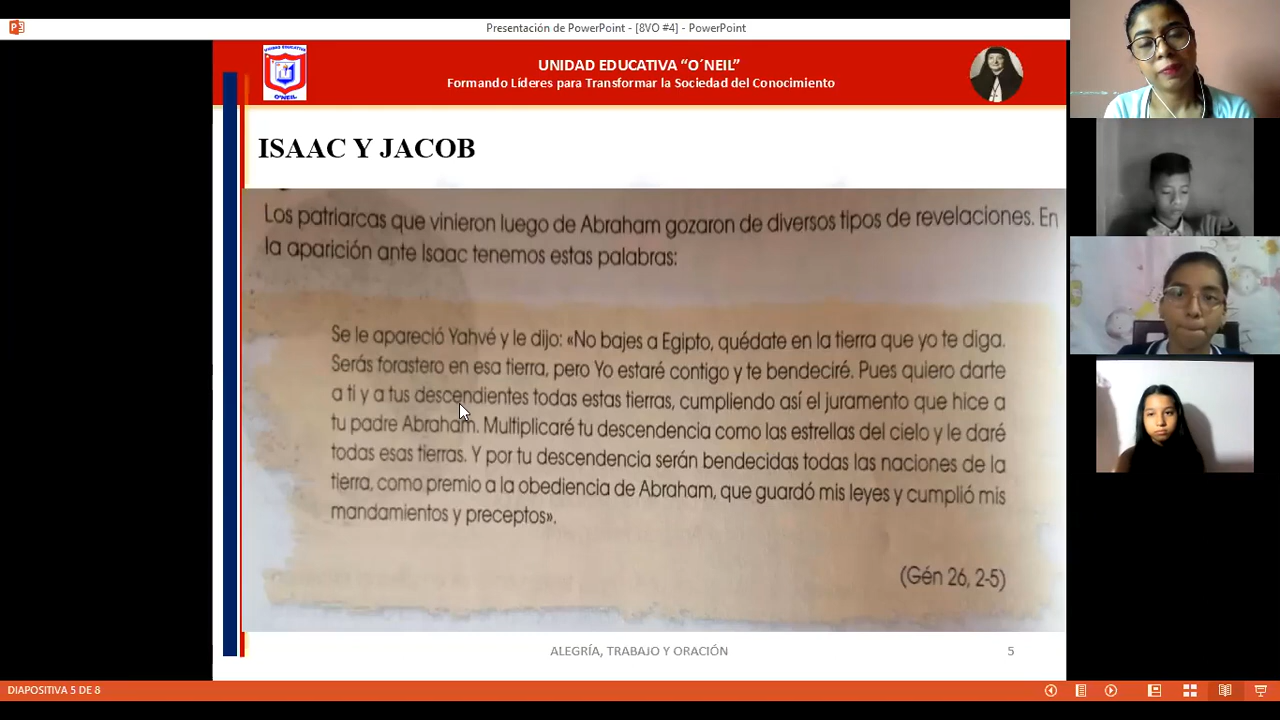 Presentación de PowerPoint - [8VO #4] - PowerPoint
UNIDAD EDUCATIVA
O´NEIL
UNIDAD EDUCATIVA “O´NEIL”
Formando Líderes para Transformar la Sociedad del Conocimiento
ISAAC Y JACOB
Los patriarcas que vinieron luego de Abraham gozaron de diversos tipos de revelaciones. En
la aparición ante Isaac tenemos estas palabras:
Se le apareció Yahvé y le dijo: «No bajes a Egipto, quédate en la tierra que yo te diga.
Serás forastero en esa tierra, pero Yo estaré contigo y te bendeciré. Pues quiero darte
a ti y a tus descendientes todas estas tierras, cumpliendo así el juramento que hice a
tu padre Abraham. Multiplicaré tu descendencia como las estrellas del cielo y le daré
todas esas tierras. Y por tu descendencia serán bendecidas todas las naciones de la
tierra, como premio a la obediencia de Abraham, que guardó mis leyes y cumplió mis
mandamientos y preceptos».
(Gén 26, 2-5)
ALEGRÍA, TRABAJO Y ORACIÓN
5
DIAPOSITIVA 5 DE 8